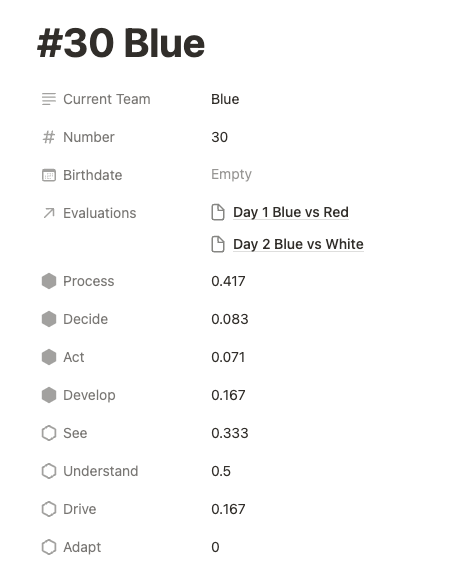 #30 Blue
Current Team Blue
Number 30
Birthdate Empty
Evaluations Day 1 Blue vs Red
Day 2 Blue vs White
Process 0.417
Decide 0.083
Act 0.071
Develop 0.167
See 0.333
Understand 0.5
Drive 0.167
Adapt 0